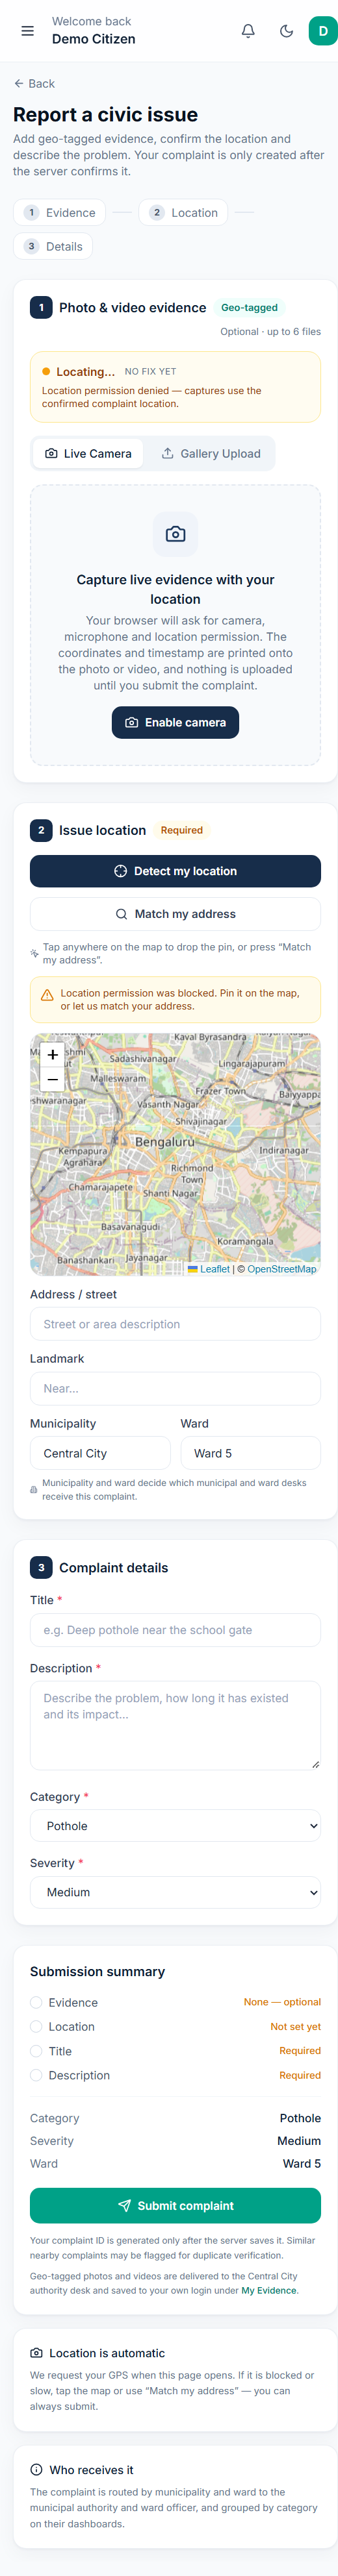 Welcome back
Demo Citizen
D
Back
Report a civic issue
Add geo-tagged evidence, confirm the location and
describe the problem. Your complaint is only created after
the server confirms it.
1 Evidence
2 Location
3 Details
1 Photo & video evidence Geo-tagged
Optional · up to 6 files
Locating... NO FIX YET
Location permission denied — captures use the
confirmed complaint location.
Live Camera Gallery Upload
Capture live evidence with your
location
Your browser will ask for camera,
microphone and location permission. The
coordinates and timestamp are printed onto
the photo or video, and nothing is uploaded
until you submit the complaint.
Enable camera
2 Issue location Required
Detect my location
Match my address
Tap anywhere on the map to drop the pin, or press “Match
my address”.
Location permission was blocked. Pin it on the map,
or let us match your address.
+
−
Kaval Byrasandra
Sadashivanagar
Lingarajapuram
Malleswaram
Frazer Town
Baiyyappa
eshwaranagar
Vasanth Nagar
Shivajinagar
Bengaluru
Indiranagar
Kempapura
Agrahara
Richmond
Town
Chamarajapete
Shanti Nagar
Basavanagudi
Koramangala
Banashankari
Jayanagar
Leaflet | © OpenStreetMap
Address / street
Street or area description
Landmark
Near...
Municipality Ward
Central City Ward 5
Municipality and ward decide which municipal and ward desks
receive this complaint.
3 Complaint details
Title *
e.g. Deep pothole near the school gate
Description *
Describe the problem, how long it has existed
and its impact...
Category *
Pothole
Severity *
Medium
Submission summary
Evidence None — optional
Location Not set yet
Title Required
Description Required
Category Pothole
Severity Medium
Ward Ward 5
Submit complaint
Your complaint ID is generated only after the server saves it. Similar
nearby complaints may be flagged for duplicate verification.
Geo-tagged photos and videos are delivered to the Central City
authority desk and saved to your own login under My Evidence.
Location is automatic
We request your GPS when this page opens. If it is blocked or
slow, tap the map or use “Match my address” — you can
always submit.
Who receives it
The complaint is routed by municipality and ward to the
municipal authority and ward officer, and grouped by category
on their dashboards.